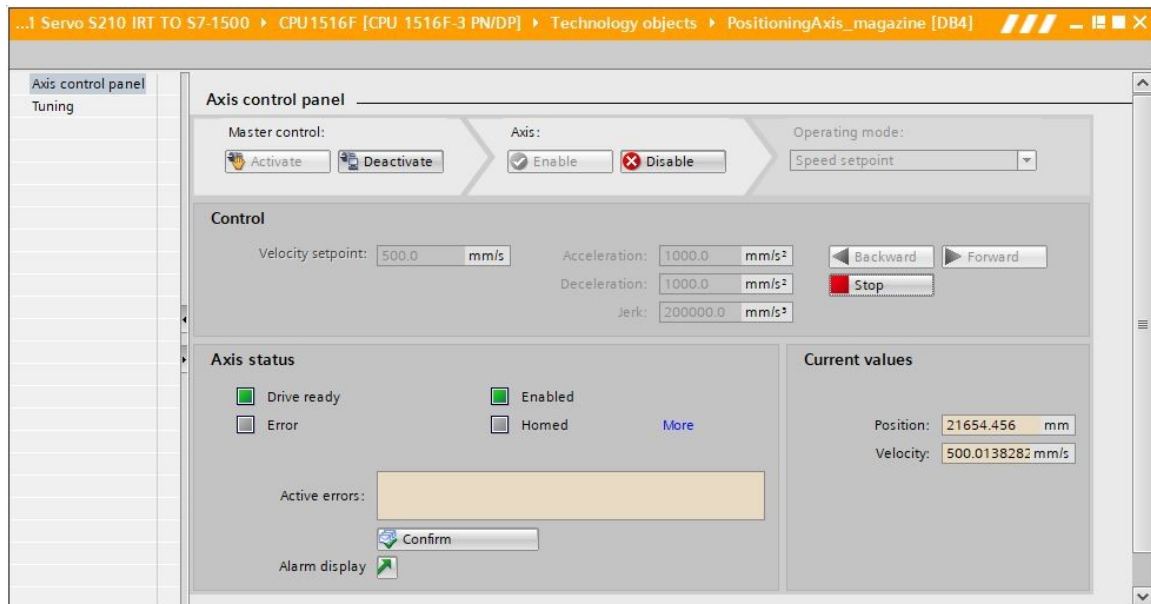 ...1 Servo S210 IRT TO S7-1500 ▸ CPU1516F [CPU 1516F-3 PN/DP] ▸ Technology objects ▸ PositioningAxis_magazine [DB4]
Axis control panel
Tuning
Axis control panel
Master control:
Activate
Deactivate
Axis:
Enable
Disable
Operating mode:
Speed setpoint
Control
Velocity setpoint: 500.0 mm/s
Acceleration: 1000.0 mm/s²
Deceleration: 1000.0 mm/s²
Jerk: 200000.0 mm/s³
Backward
Forward
Stop
Axis status
Drive ready
Enabled
Error
Homed
More
Active errors:
Confirm
Alarm display
Current values
Position: 21654.456 mm
Velocity: 500.0138282 mm/s